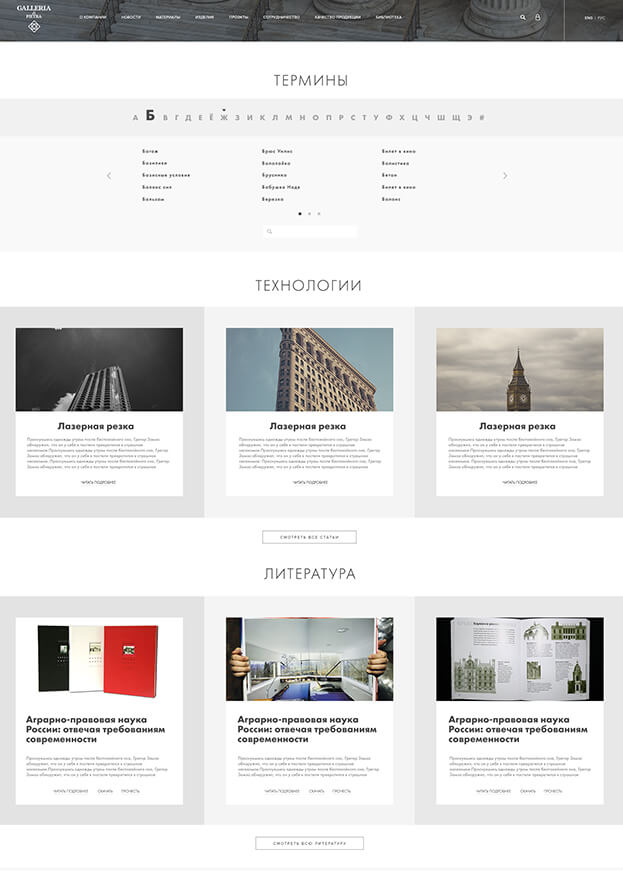 GALLERIA
di
PIETRA
О КОМПАНИИ НОВОСТИ МАТЕРИАЛЫ ИЗДЕЛИЯ ПРОЕКТЫ СОТРУДНИЧЕСТВО КАЧЕСТВО ПРОДУКЦИИ БИБЛИОТЕКА
ENG | РУС
ТЕРМИНЫ
А Б В Г Д Е Ё Ж З И К Л М Н О П Р С Т У Ф Х Ц Ч Ш Щ Э #
Багаж Брюс Уилис Билет в кино
Базилики Балалайка Балистика
Базисные условия Брусника Бетон
Баланс сил Бабушка Надя Билет в кино
Бальзам Березка Баланс
ТЕХНОЛОГИИ
Лазерная резка
Проснувшись однажды утром после беспокойного сна, Грегор Замза
обнаружил, что он у себя в постели превратился в страшное
насекомое.Проснувшись однажды утром после беспокойного сна, Грегор
Замза обнаружил, что он у себя в постели превратился в страшное
насекомое.Проснувшись однажды утром после беспокойного сна, Грегор
Замза обнаружил, что он у себя в постели превратился в страшное
ЧИТАТЬ ПОДРОБНЕЕ
Лазерная резка
Проснувшись однажды утром после беспокойного сна, Грегор Замза
обнаружил, что он у себя в постели превратился в страшное
насекомое.Проснувшись однажды утром после беспокойного сна, Грегор
Замза обнаружил, что он у себя в постели превратился в страшное
насекомое.Проснувшись однажды утром после беспокойного сна, Грегор
Замза обнаружил, что он у себя в постели превратился в страшное
ЧИТАТЬ ПОДРОБНЕЕ
Лазерная резка
Проснувшись однажды утром после беспокойного сна, Грегор Замза
обнаружил, что он у себя в постели превратился в страшное
насекомое.Проснувшись однажды утром после беспокойного сна, Грегор
Замза обнаружил, что он у себя в постели превратился в страшное
насекомое.Проснувшись однажды утром после беспокойного сна, Грегор
Замза обнаружил, что он у себя в постели превратился в страшное
ЧИТАТЬ ПОДРОБНЕЕ
СМОТРЕТЬ ВСЕ СТАТЬИ
ЛИТЕРАТУРА
Аграрно-правовая наука
России: отвечая требованиям
современности
Проснувшись однажды утром после беспокойного сна, Грегор Замза
обнаружил, что он у себя в постели превратился в страшное
насекомое.Проснувшись однажды утром после беспокойного сна, Грегор
Замза обнаружил, что он у себя в постели превратился в страшное
ЧИТАТЬ ПОДРОБНЕЕ СКАЧАТЬ ПРОЧЕСТЬ
Аграрно-правовая наука
России: отвечая требованиям
современности
Проснувшись однажды утром после беспокойного сна, Грегор Замза
обнаружил, что он у себя в постели превратился в страшное
насекомое.Проснувшись однажды утром после беспокойного сна, Грегор
Замза обнаружил, что он у себя в постели превратился в страшное
ЧИТАТЬ ПОДРОБНЕЕ СКАЧАТЬ ПРОЧЕСТЬ
Аграрно-правовая наука
России: отвечая требованиям
современности
Проснувшись однажды утром после беспокойного сна, Грегор Замза
обнаружил, что он у себя в постели превратился в страшное
насекомое.Проснувшись однажды утром после беспокойного сна, Грегор
Замза обнаружил, что он у себя в постели превратился в страшное
ЧИТАТЬ ПОДРОБНЕЕ СКАЧАТЬ ПРОЧЕСТЬ
СМОТРЕТЬ ВСЮ ЛИТЕРАТУРА